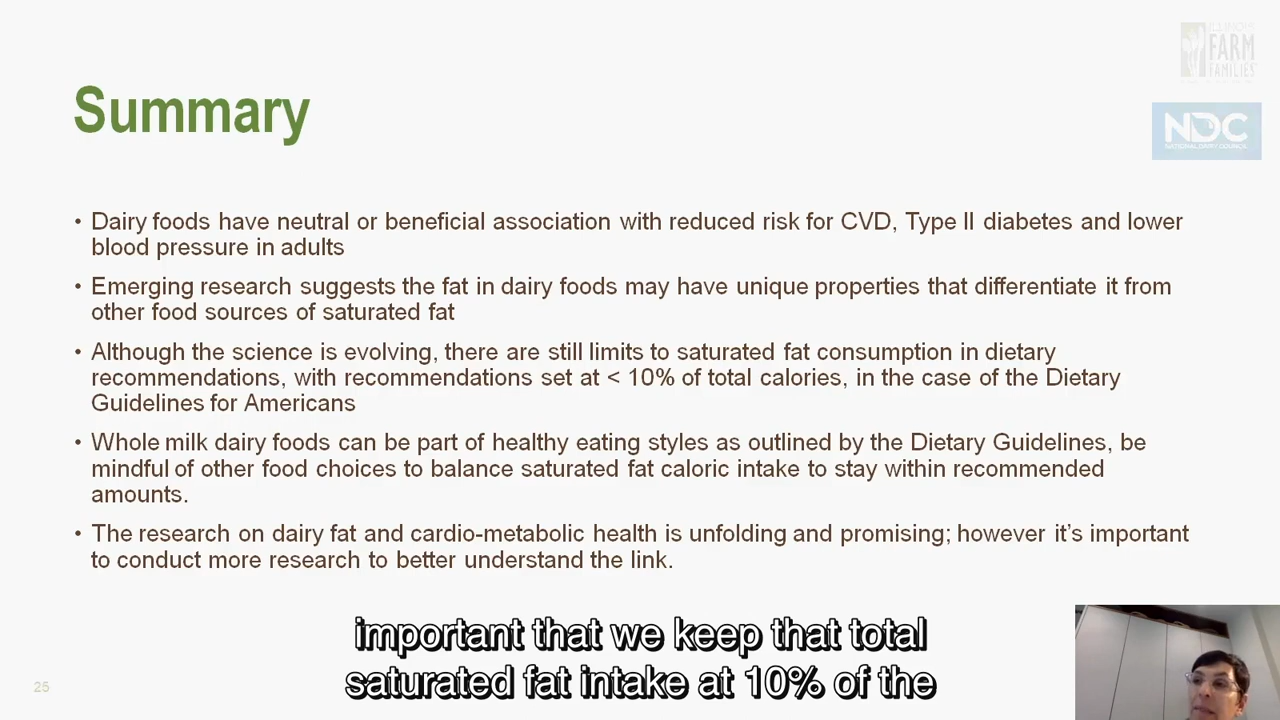 ILLINOIS
FARM
FAMILIES
Summary
NDC
NATIONAL DAIRY COUNCIL
• Dairy foods have neutral or beneficial association with reduced risk for CVD, Type II diabetes and lower
blood pressure in adults
• Emerging research suggests the fat in dairy foods may have unique properties that differentiate it from
other food sources of saturated fat
• Although the science is evolving, there are still limits to saturated fat consumption in dietary
recommendations, with recommendations set at < 10% of total calories, in the case of the Dietary
Guidelines for Americans
• Whole milk dairy foods can be part of healthy eating styles as outlined by the Dietary Guidelines, be
mindful of other food choices to balance saturated fat caloric intake to stay within recommended
amounts.
• The research on dairy fat and cardio-metabolic health is unfolding and promising; however it’s important
to conduct more research to better understand the link.
important that we keep that total
saturated fat intake at 10% of the
25